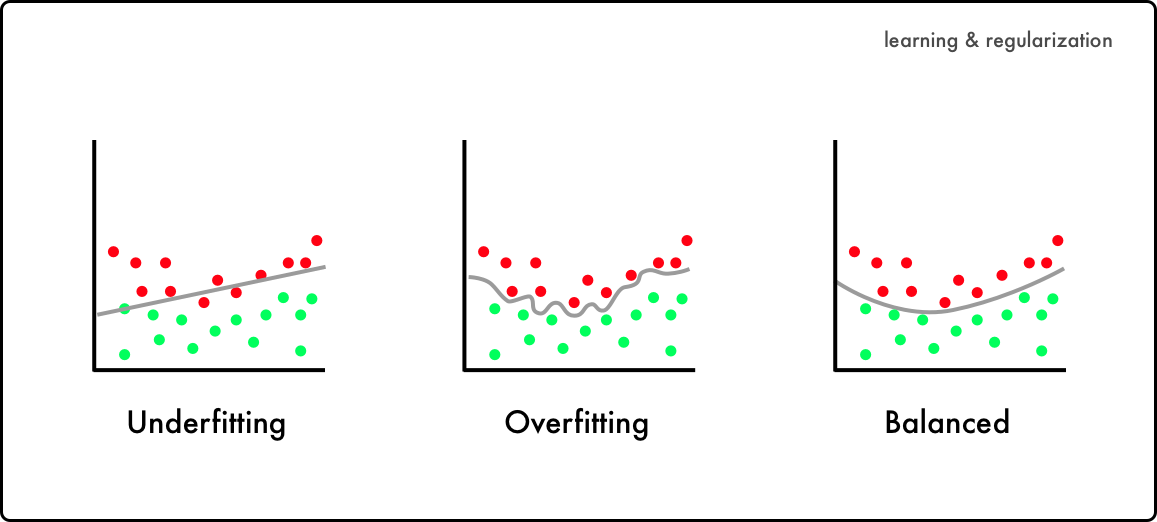 learning & regularization
Underfitting
Overfitting
Balanced